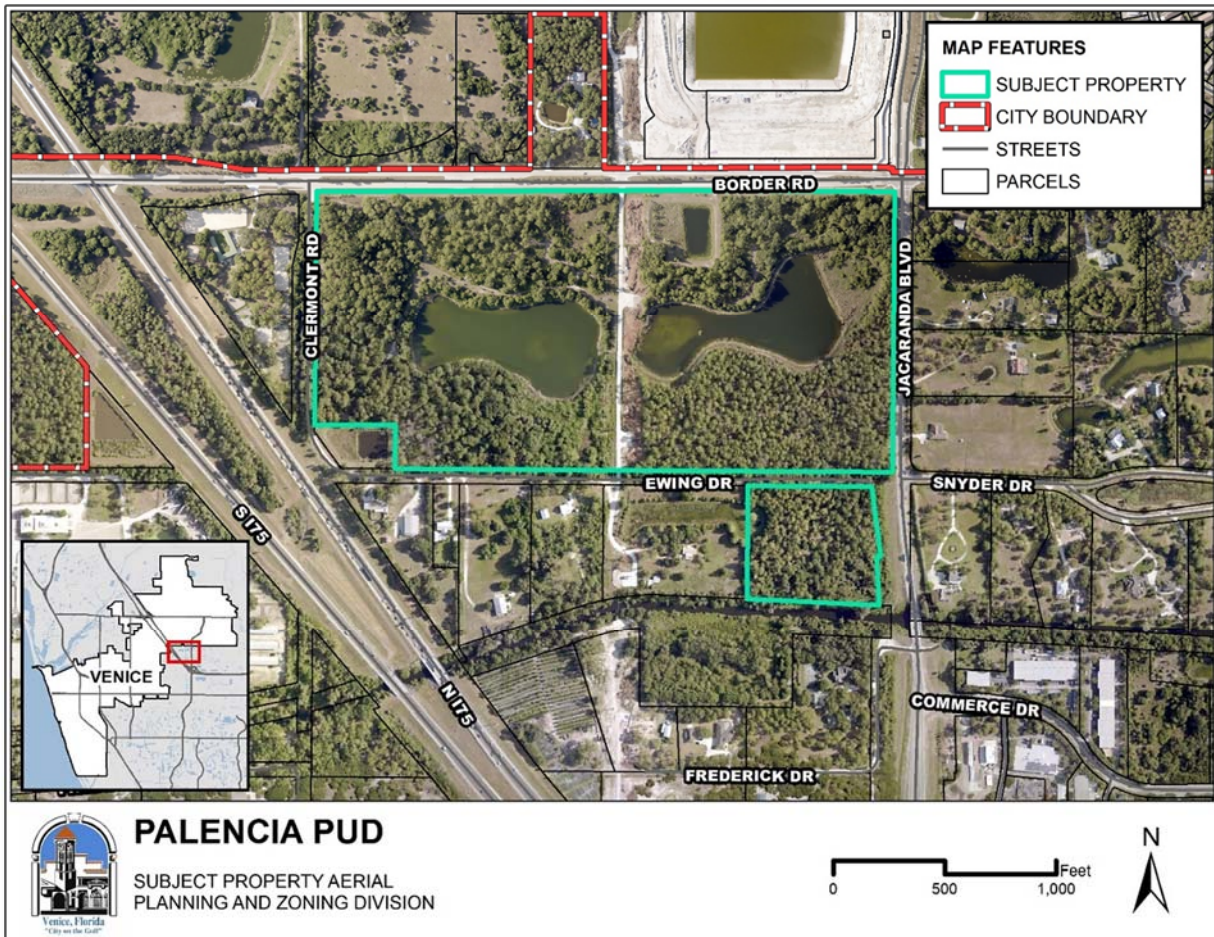 MAP FEATURES
SUBJECT PROPERTY
CITY BOUNDARY
STREETS
PARCELS
BORDER RD
CLERMONT RD
JACARANDA BLVD
EWING DR
SNYDER DR
S I75
N I75
VENICE
COMMERCE DR
FREDERICK DR
PALENCIA PUD
SUBJECT PROPERTY AERIAL
PLANNING AND ZONING DIVISION
Venice, Florida
"City on the Gulf"
0 500 1,000
Feet
N